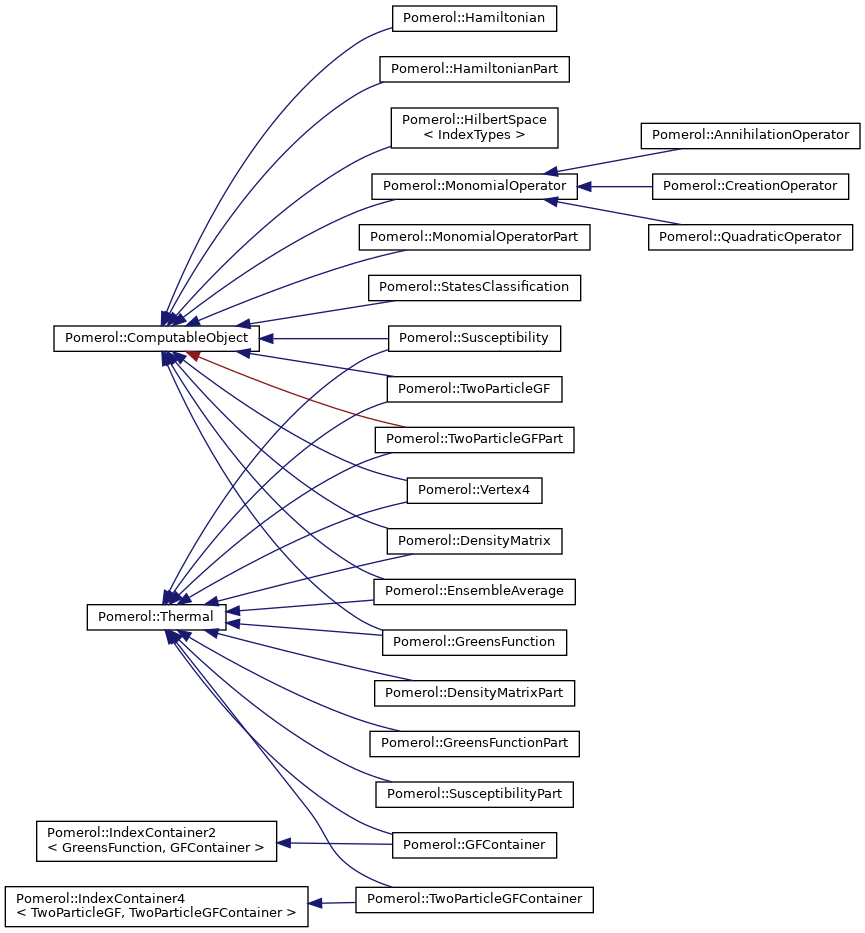 Pomerol::Hamiltonian
Pomerol::HamiltonianPart
Pomerol::HilbertSpace
< IndexTypes >
Pomerol::AnnihilationOperator
Pomerol::MonomialOperator
Pomerol::CreationOperator
Pomerol::MonomialOperatorPart
Pomerol::QuadraticOperator
Pomerol::StatesClassification
Pomerol::ComputableObject
Pomerol::Susceptibility
Pomerol::TwoParticleGF
Pomerol::TwoParticleGFPart
Pomerol::Vertex4
Pomerol::DensityMatrix
Pomerol::EnsembleAverage
Pomerol::Thermal
Pomerol::GreensFunction
Pomerol::DensityMatrixPart
Pomerol::GreensFunctionPart
Pomerol::SusceptibilityPart
Pomerol::IndexContainer2
< GreensFunction, GFContainer >
Pomerol::GFContainer
Pomerol::IndexContainer4
< TwoParticleGF, TwoParticleGFContainer >
Pomerol::TwoParticleGFContainer